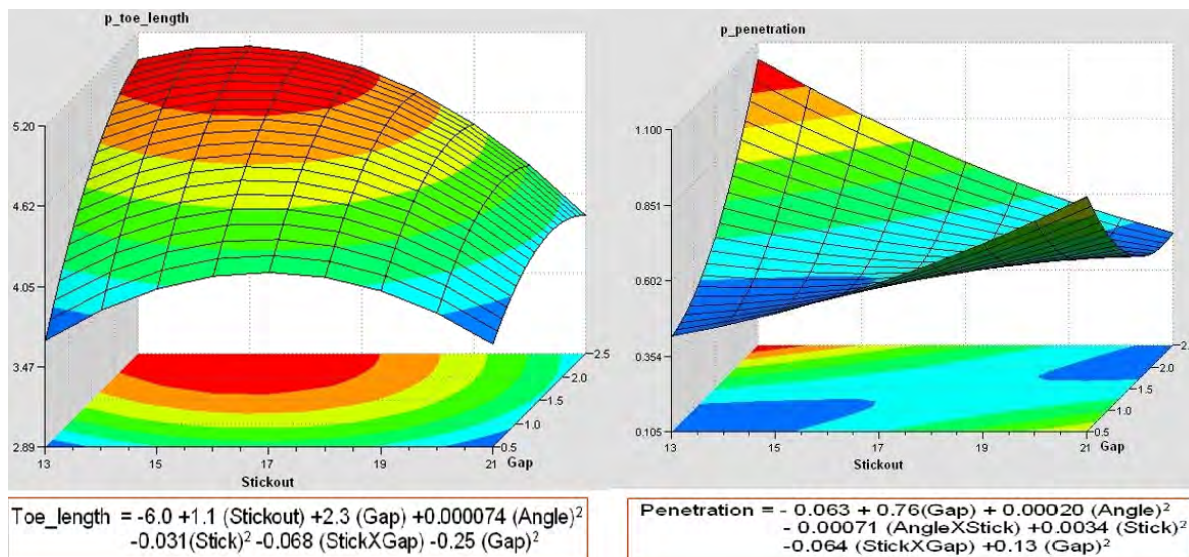 p_toe_length
5.20
4.62
4.05
3.47
2.89
13
15
17
19
21
0.5
1.0
1.5
2.0
2.5
Gap
Stickout
p_penetration
1.100
0.851
0.602
0.354
0.105
13
15
17
19
21
0.5
1.0
1.5
2.0
2.
Gap
Stickout
Toe_length = -6.0 +1.1 (Stickout) +2.3 (Gap) +0.000074 (Angle)²
-0.031(Stick)² -0.068 (StickXGap) -0.25 (Gap)²
Penetration = - 0.063 + 0.76(Gap) + 0.00020 (Angle)²
- 0.00071 (AngleXStick) +0.0034 (Stick)²
-0.064 (StickXGap) +0.13 (Gap)²